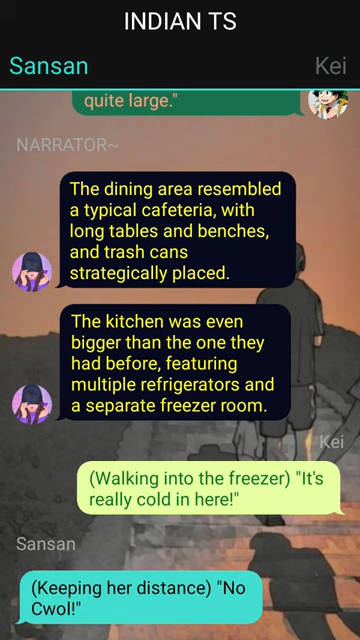 INDIAN TS
Sansan
Kei
quite large."
NARRATOR~
The dining area resembled
a typical cafeteria, with
long tables and benches,
and trash cans
strategically placed.
The kitchen was even
bigger than the one they
had before, featuring
multiple refrigerators and
a separate freezer room.
Kei
(Walking into the freezer) "It's
really cold in here!"
Sansan
(Keeping her distance) "No
Cwol!"